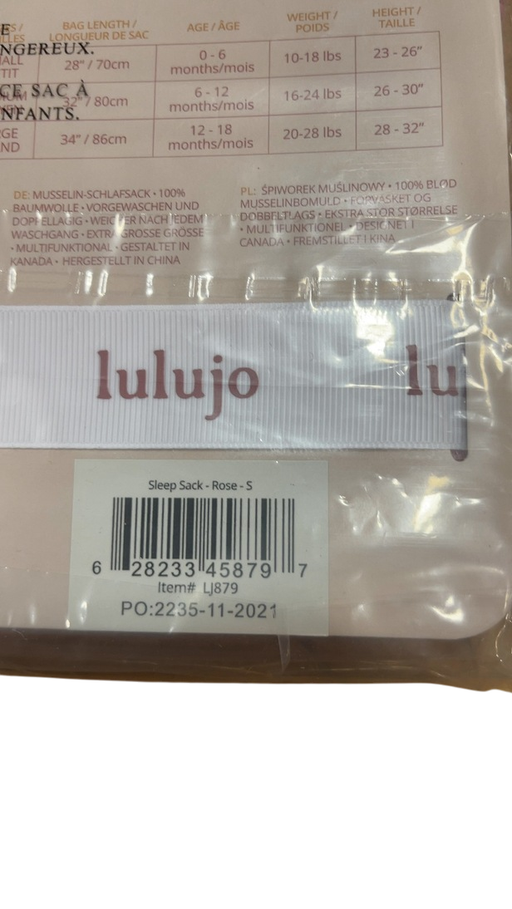 BAG LENGTH / WEIGHT / HEIGHT /
LONGUEUR DE SAC AGE / ÂGE POIDS TAILLE
NGEREUX.
28" / 70cm 0 - 6 months/mois 10-18 lbs 23 - 26"
CE SAC À
32" / 80cm 6 - 12 months/mois 16-24 lbs 26 - 30"
NFANTS.
34" / 86cm 12 - 18 months/mois 20-28 lbs 28 - 32"
DE: MUSSELIN-SCHLAFSACK • 100%
BAUMWOLLE • VORGEWASCHEN UND
DOPPELLAGIG • WEICHER NACH JEDEM
WASCHGANG • EXTRA GROSSE GRÖSSE
• MULTIFUNKTIONAL • GESTALTET IN
KANADA • HERGESTELLT IN CHINA
PL: ŚPIWOREK MUŚLINOWY • 100% BLØD
MUSSELINBOMULD • FORVASKET OG
DOBBELTLAGS • EKSTRA STOR STØRRELSE
• MULTIFUNKTIONEL • DESIGNET I
CANADA • FREMSTILLET I KINA
lulujo lu
Sleep Sack - Rose - S
6 28233 45879 7
Item# LJ879
PO:2235-11-2021